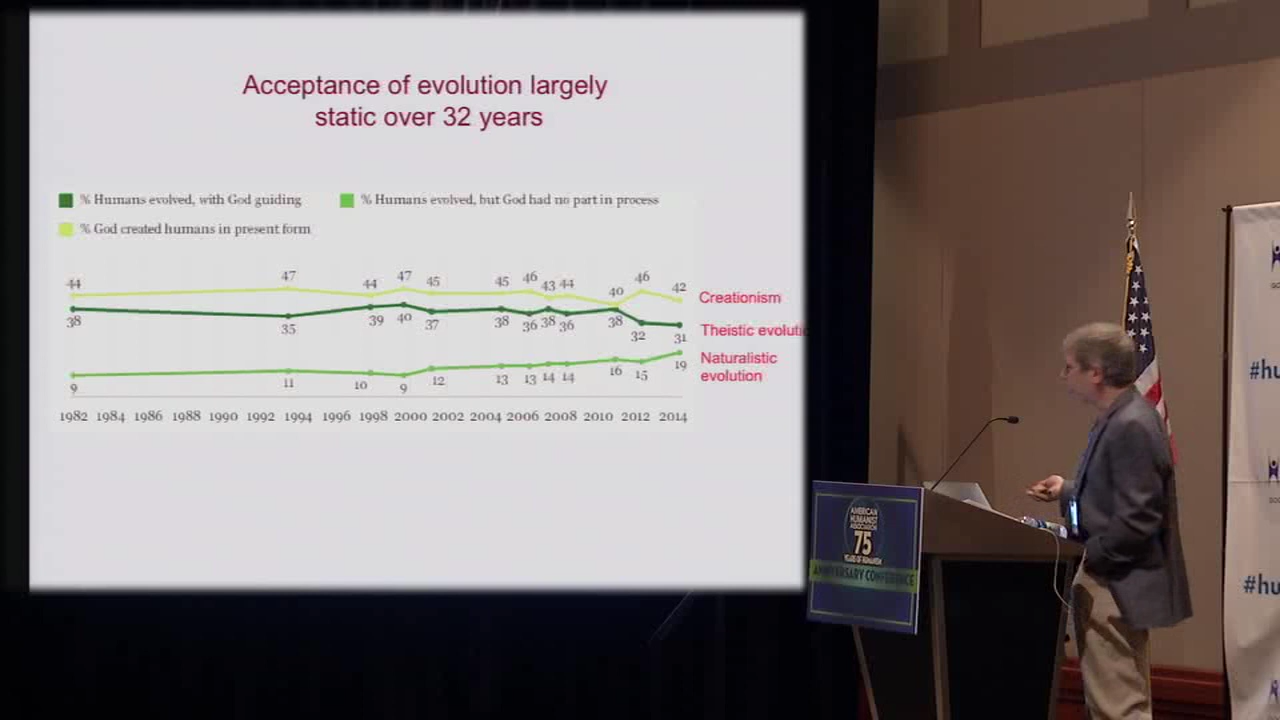 Acceptance of evolution largely
static over 32 years
% Humans evolved, with God guiding
% Humans evolved, but God had no part in process
% God created humans in present form
44 47 44 47 45 45 46 43 44 40 46 42
Creationism
38 35 39 40 37 38 36 38 36 38 32 31
Theistic evoluti
9 11 10 9 12 13 13 14 14 16 15 19
Naturalistic
evolution
1982 1984 1986 1988 1990 1992 1994 1996 1998 2000 2002 2004 2006 2008 2010 2012 2014
AMERICAN
HUMANIST
ASSOCIATION
75
YEARS OF HUMANISM
ANNIVERSARY CONFERENCE
#hu
#hu